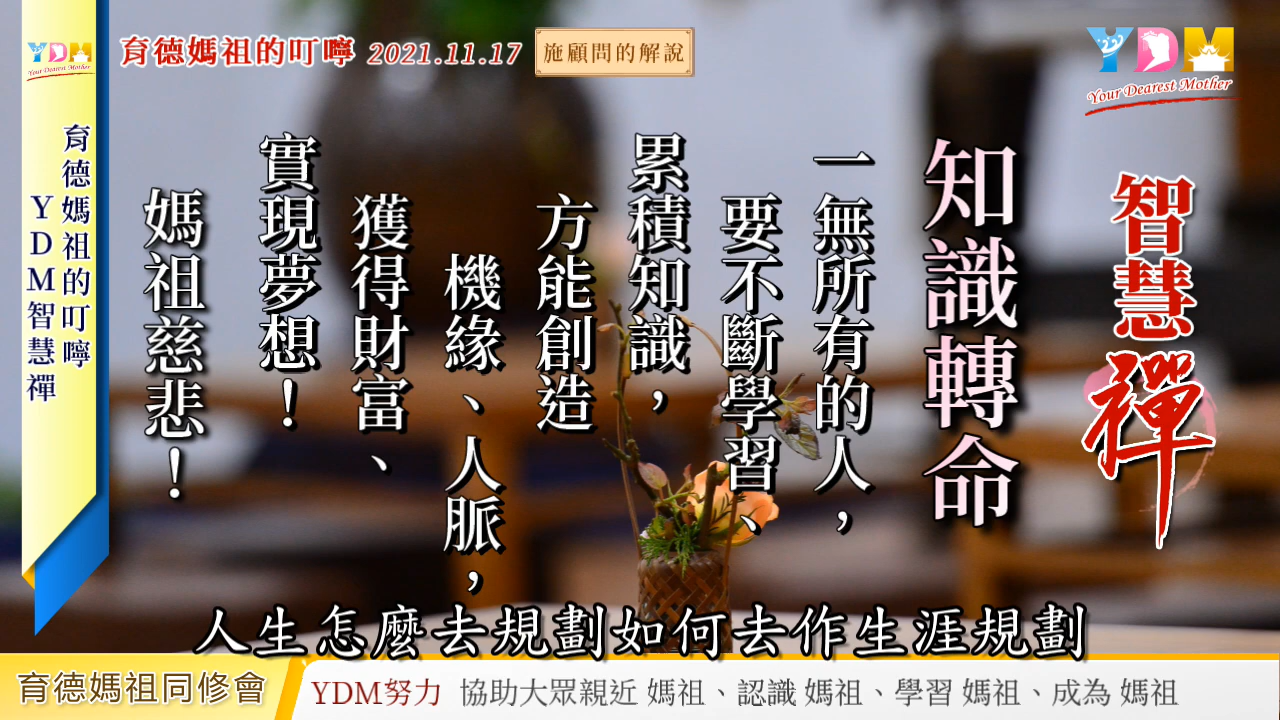 育德媽祖的叮嚀 2021.11.17 施顧問的解說
YDM
Your Dearest Mother
YDM
Your Dearest Mother
智慧禪
知識轉命
一無所有的人，
要不斷學習、
累積知識，
方能創造
機緣、人脈，
獲得財富、
實現夢想！
媽祖慈悲！
育德媽祖的叮嚀
YDM智慧禪
人生怎麼去規劃如何去作生涯規劃
育德媽祖同修會
YDM努力 協助大眾親近 媽祖、認識 媽祖、學習 媽祖、成為 媽祖